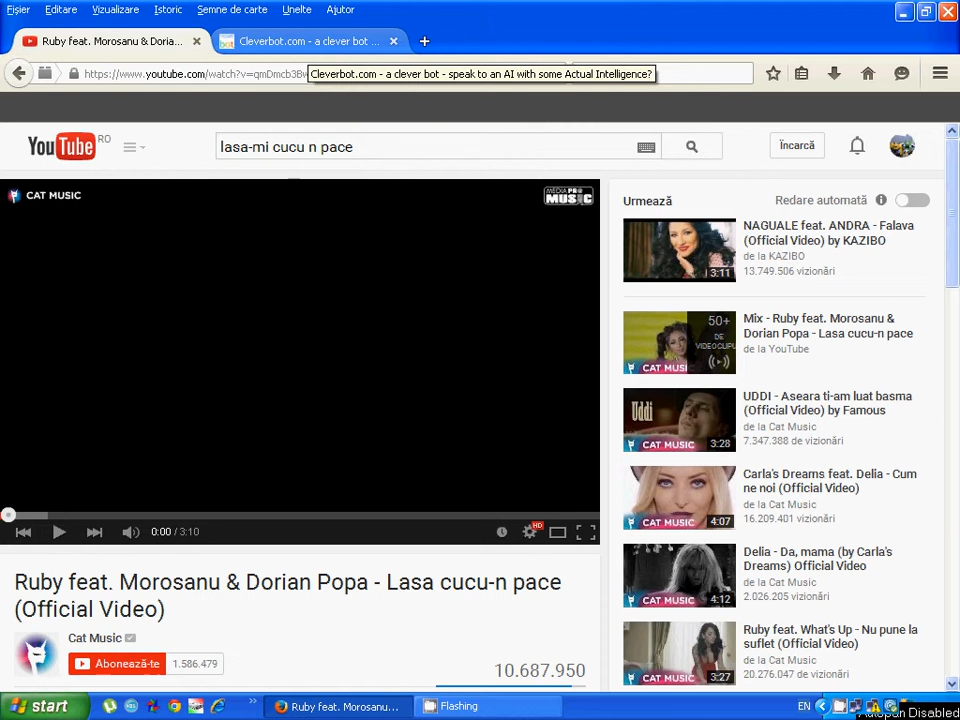 Fișier Editare Vizualizare Istoric Semne de carte Unelte Ajutor
Ruby feat. Morosanu & Doria...
Cleverbot.com - a clever bot ...
https://www.youtube.com/watch?v=qmDmcb3Bv
Cleverbot.com - a clever bot - speak to an AI with some Actual Intelligence?
YouTube RO
lasa-mi cucu n pace
Încarcă
CAT MUSIC
MEDIA PRO
MUSIC
0:00 / 3:10
HD
Ruby feat. Morosanu & Dorian Popa - Lasa cucu-n pace
(Official Video)
Cat Music
Abonează-te
1.586.479
10.687.950
Urmează
Redare automată
NAGUALE feat. ANDRA - Falava
(Official Video) by KAZIBO
de la KAZIBO
13.749.506 vizionări
3:11
Mix - Ruby feat. Morosanu &
Dorian Popa - Lasa cucu-n pace
de la YouTube
50+
DE
VIDEOCLIPU
CAT MUSIC
UDDI - Aseara ti-am luat basma
(Official Video) by Famous
de la Cat Music
7.347.388 de vizionări
Uddi
CAT MUSIC
3:28
Carla's Dreams feat. Delia - Cum
ne noi (Official Video)
de la Cat Music
16.209.401 vizionări
CAT MUSIC
4:07
Delia - Da, mama (by Carla's
Dreams) Official Video
de la Cat Music
2.026.205 vizionări
CAT MUSIC
4:12
Ruby feat. What's Up - Nu pune la
suflet (Official Video)
de la Cat Music
20.276.047 vizionări
CAT MUSIC
3:27
start
Ruby feat. Morosanu...
Flashing
EN
Autopan Disabled